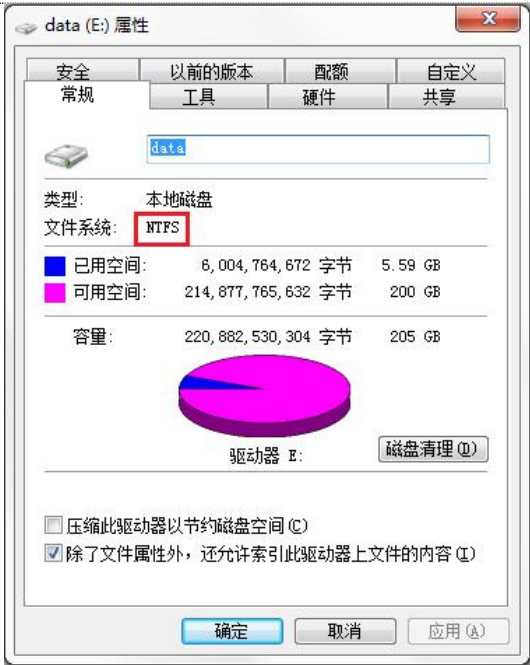 data (E:) 属性
安全 以前的版本 配额 自定义
常规 工具 硬件 共享
data
类型: 本地磁盘
文件系统: NTFS
已用空间: 6,004,764,672 字节 5.59 GB
可用空间: 214,877,765,632 字节 200 GB
容量: 220,882,530,304 字节 205 GB
驱动器 E: 磁盘清理(D)
压缩此驱动器以节约磁盘空间(C)
除了文件属性外，还允许索引此驱动器上文件的内容(I)
确定 取消 应用(A)